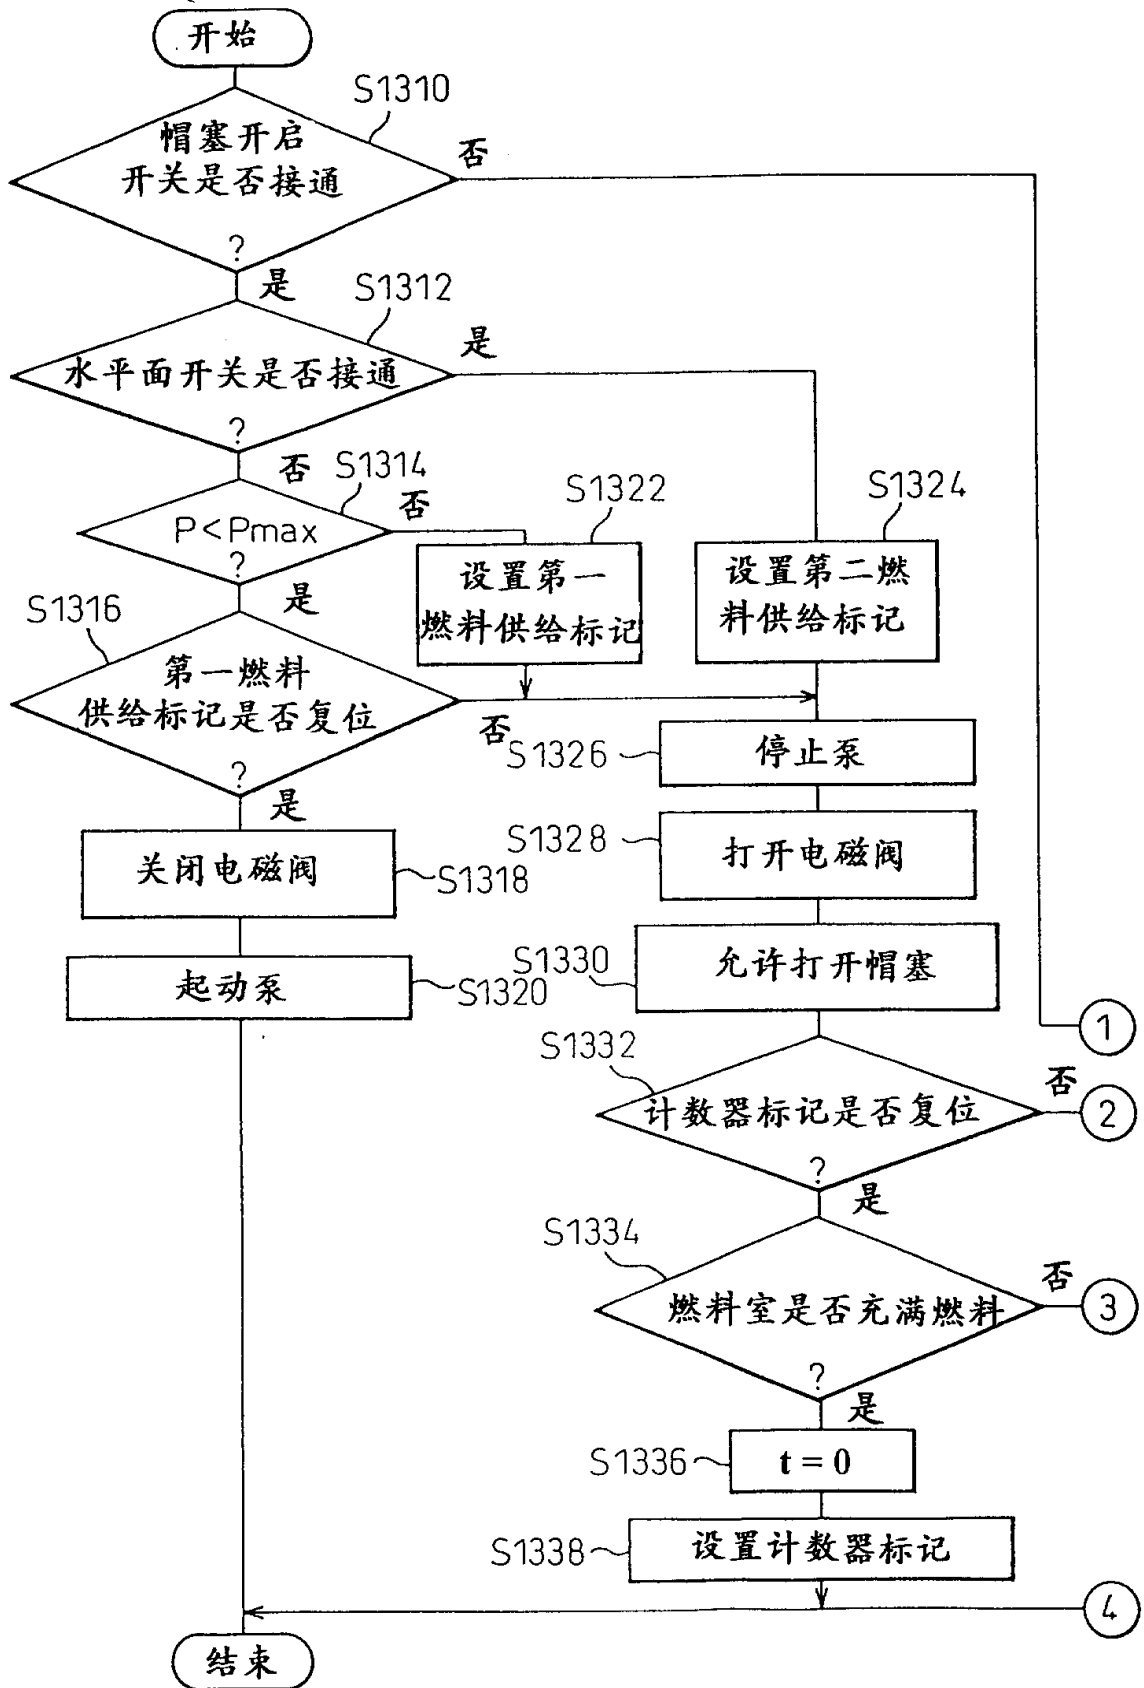 开始
S1310
帽塞开启
开关是否接通
?
否
是
S1312
水平面开关是否接通
?
是
否
S1314
P<Pmax
?
否
是
S1322
设置第一
燃料供给标记
S1324
设置第二燃
料供给标记
S1316
第一燃料
供给标记是否复位
?
否
是
S1326
停止泵
S1328
打开电磁阀
关闭电磁阀
S1318
S1330
允许打开帽塞
起动泵
S1320
1
S1332
计数器标记是否复位
?
否
2
是
S1334
燃料室是否充满燃料
?
否
3
是
S1336
t=0
S1338
设置计数器标记
4
结束